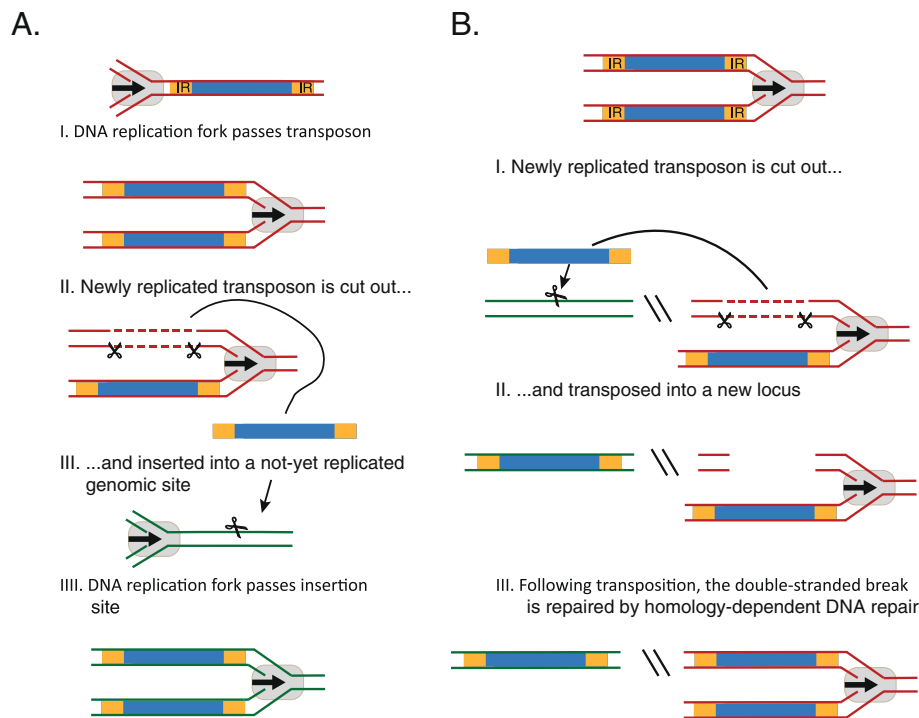 A.
IR IR
I. DNA replication fork passes transposon
II. Newly replicated transposon is cut out...
III. ...and inserted into a not-yet replicated
genomic site
IIII. DNA replication fork passes insertion
site
B.
IR IR
IR IR
I. Newly replicated transposon is cut out...
II. ...and transposed into a new locus
III. Following transposition, the double-stranded break
is repaired by homology-dependent DNA repair